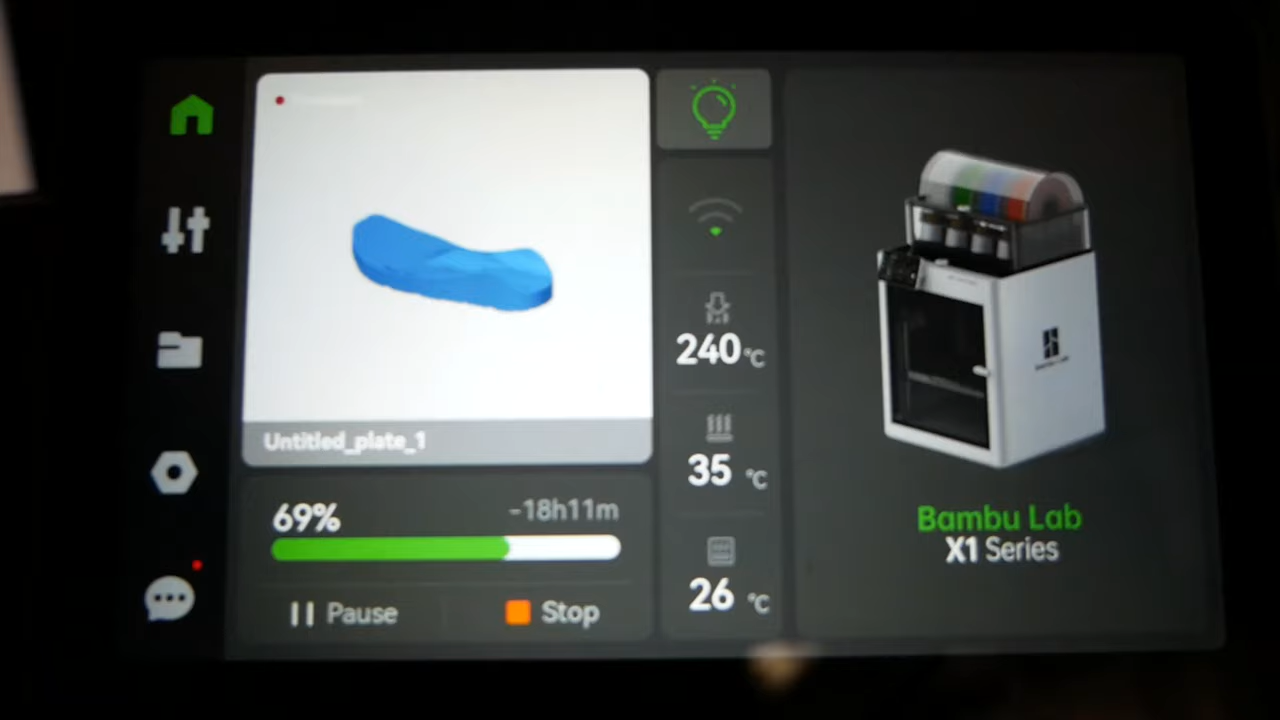 Untitled_plate_1
69%
-18h11m
Pause
Stop
240 °C
35 °C
26 °C
Bambu Lab
X1 Series